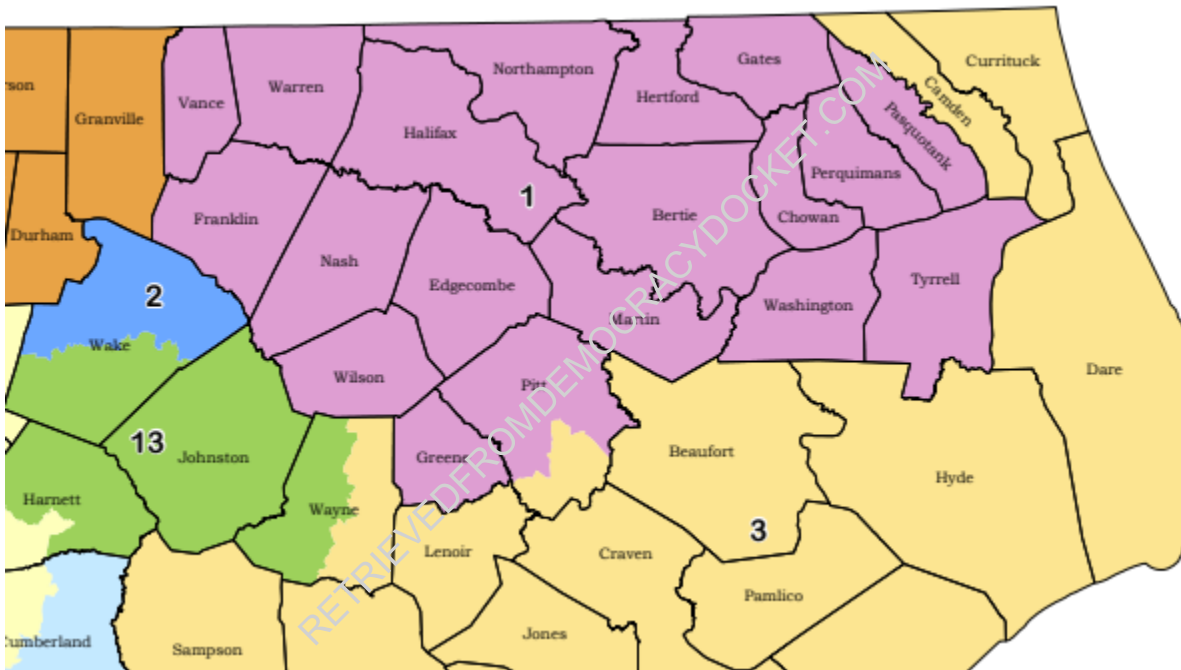 Currituck
Gates
Northampton
rson
Warren
Camden
Hertford
Vance
Granville
Halifax
Pasquotank
Perquimans
1
Bertie
Chowan
Franklin
Durham
Nash
Tyrrell
Edgecombe
2
Washington
Martin
Wake
Dare
Wilson
Pitt
13
Beaufort
Johnston
Greene
Hyde
Harnett
Wayne
3
Lenoir
Craven
Pamlico
Jones
Cumberland
Sampson
RETRIEVEDFROMDEMOCRACYDOCKET.COM